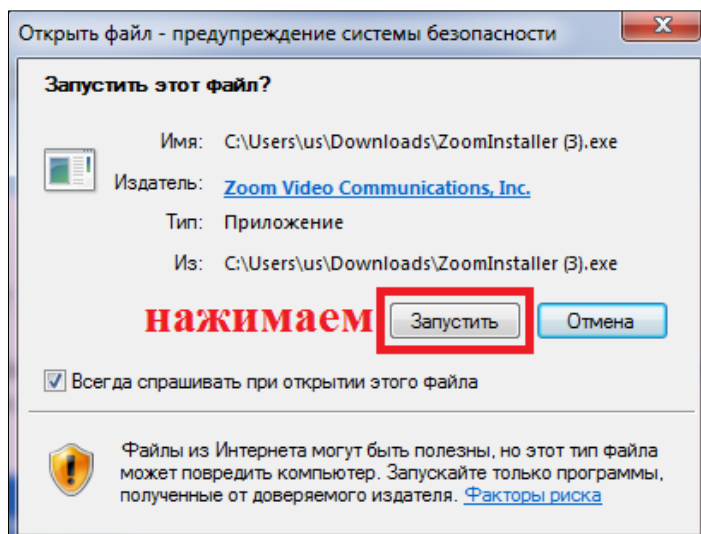 Открыть файл - предупреждение системы безопасности
Запустить этот файл?
Имя: C:\Users\us\Downloads\ZoomInstaller (3).exe
Издатель: Zoom Video Communications, Inc.
Тип: Приложение
Из: C:\Users\us\Downloads\ZoomInstaller (3).exe
нажимаем Запустить Отмена
Всегда спрашивать при открытии этого файла
Файлы из Интернета могут быть полезны, но этот тип файла
может повредить компьютер. Запускайте только программы,
полученные от доверяемого издателя. Факторы риска